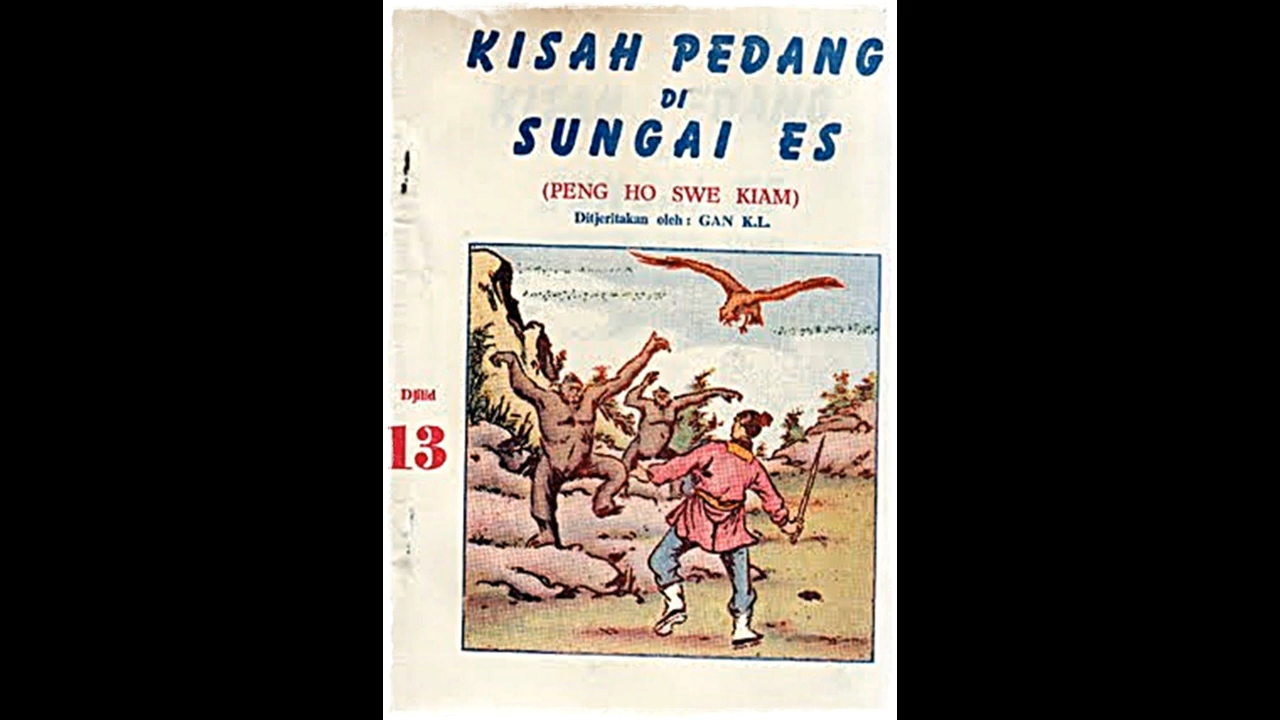 KISAH PEDANG
DI
SUNGAI ES
(PENG HO SWE KIAM)
Ditjeritakan oleh : GAN K.L.
Djilid
13